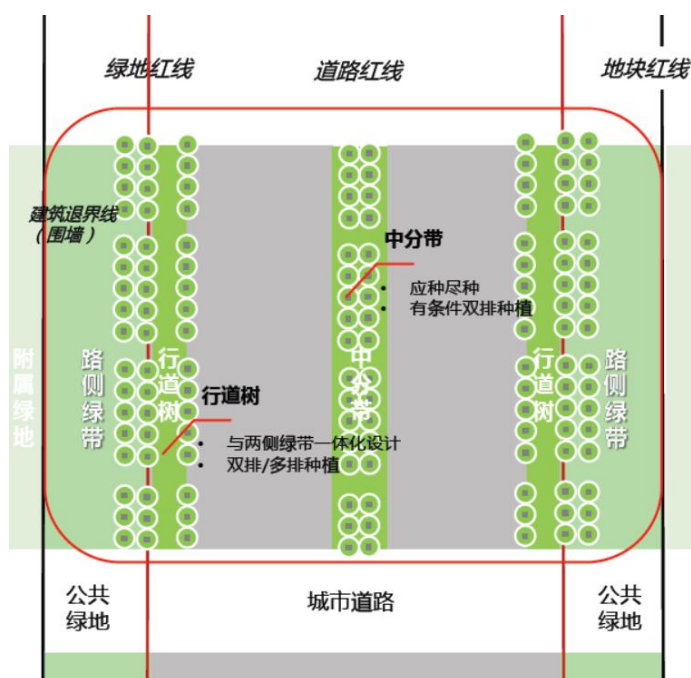 绿地红线
道路红线
地块红线
建筑退界线
（围墙）
中分带
• 应种尽种
• 有条件双排种植
附属绿地
路侧绿带
行道树
中分带
行道树
路侧绿带
行道树
• 与两侧绿带一体化设计
• 双排/多排种植
公共
绿地
城市道路
公共
绿地